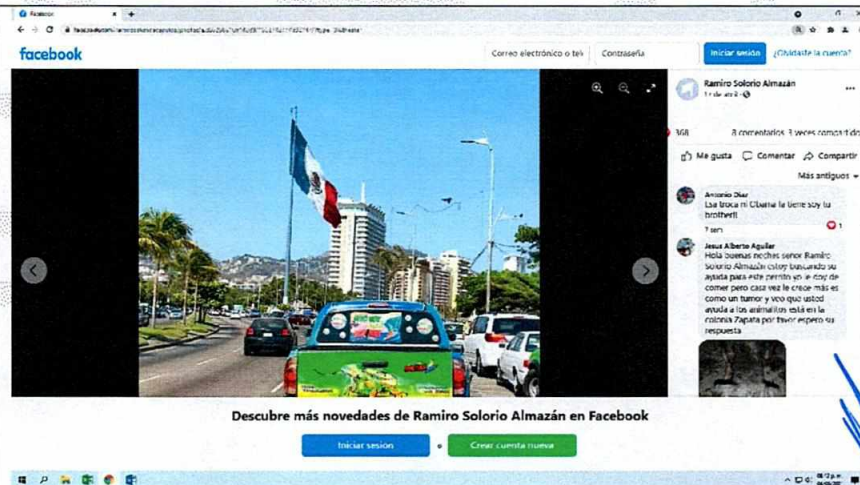 Facebook
facebook
Correo electrónico o telé
Contraseña
Iniciar sesión
¿Olvidaste la cuenta?
Ramiro Solorio Almazán
368
8 comentarios 3 veces compartido
Me gusta Comentar Compartir
Más antiguos
Antonio Diaz
Esa troca ni Obama la tiene soy tu
brother!!
7 sem
1
Jesus Alberto Aguilar
Hola buenas noches señor Ramiro
Solorio Almazán estoy buscando su
ayuda para este perrito yo le doy de
comer pero cada vez le crece más es
como un tumor y veo que usted
ayuda a los animalitos está en la
colonia Zapata por favor espero su
respuesta
Descubre más novedades de Ramiro Solorio Almazán en Facebook
Iniciar sesión
o
Crear cuenta nueva